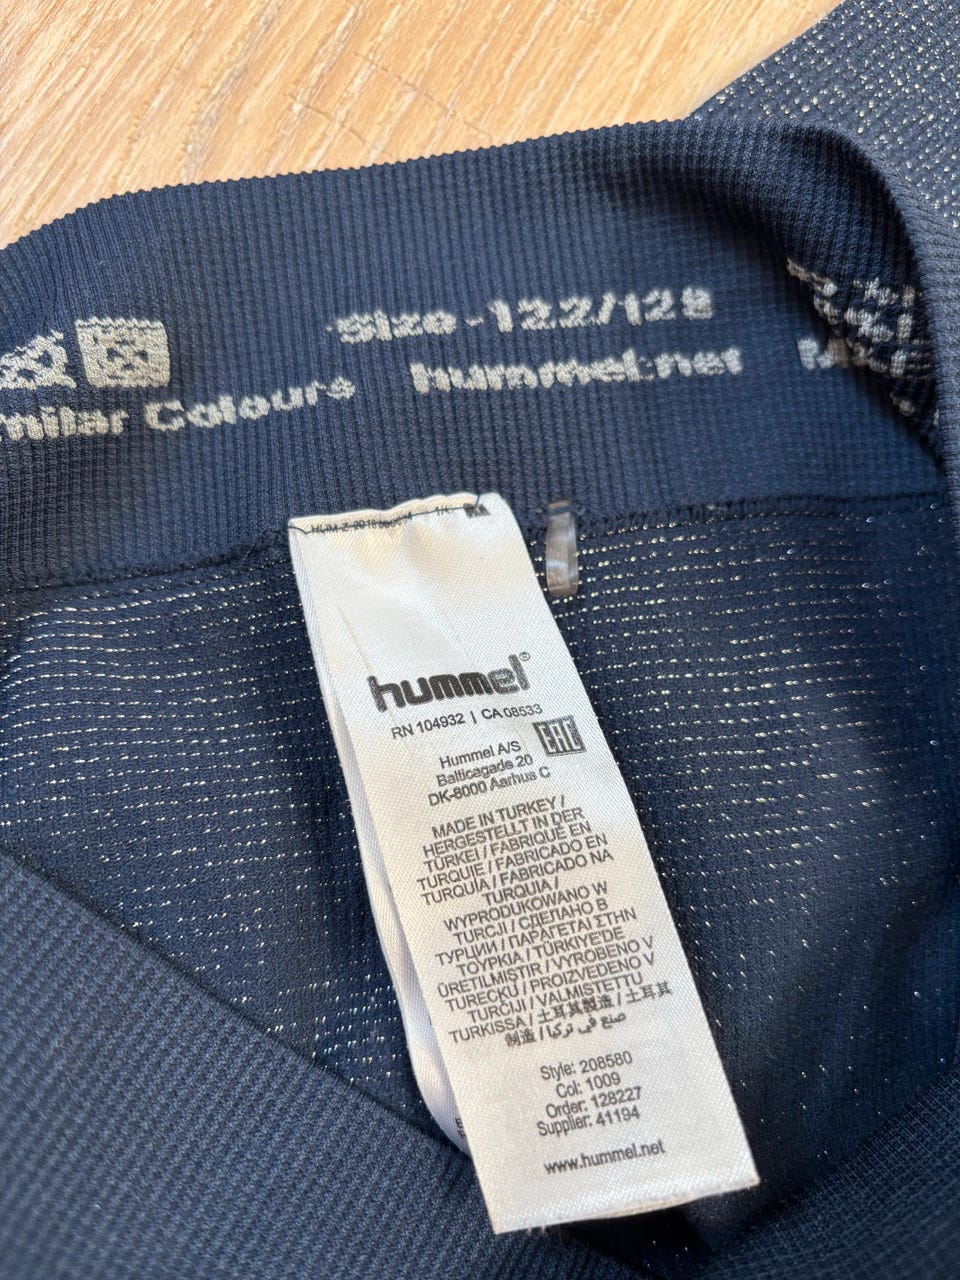 Size - 122/128
milar Colours
hummel.net
hummel®
RN 104932 | CA 08533
Hummel A/S
EAC
Balticagade 20
DK-8000 Aarhus C
MADE IN TURKEY /
HERGESTELLT IN DER
TÜRKEI / FABRIQUÉ EN
TURQUIE / FABRICADO EN
TURQUÍA / FABRICADO NA
TURQUIA /
WYPRODUKOWANO W
TURCJI / СДЕЛАНО В
ТУРЦИИ / ΠΑΡΑΓΕΤΑΙ ΣΤΗΝ
ΤΟΥΡΚΙΑ / TÜRKIYE'DE
ÜRETILMISTIR / VYROBENO V
TURECKU / PROIZVEDENO V
TURČIJI / VALMISTETTU
TURKISSA / 土耳其製造 / 土耳其
制造 / صنع في تركيا
Style: 208580
Col: 1009
Order: 128227
Supplier: 41194
www.hummel.net